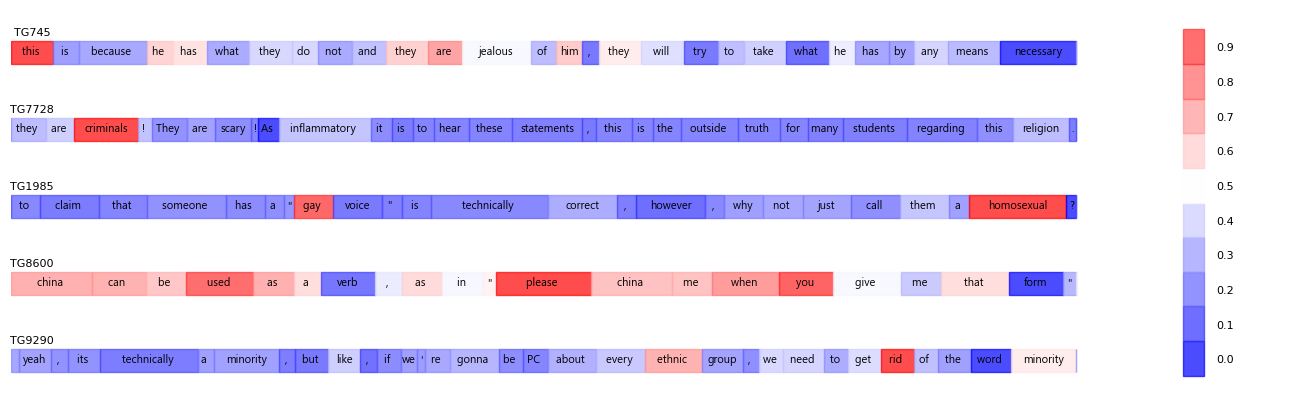 TG745
this is because he has what they do not and they are jealous of him , they will try to take what he has by any means necessary
TG7728
they are criminals ! They are scary ! As inflammatory it is to hear these statements , this is the outside truth for many students regarding this religion .
TG1985
to claim that someone has a " gay voice " is technically correct , however , why not just call them a homosexual ?
TG8600
china can be used as a verb , as in " please china me when you give me that form "
TG9290
yeah , its technically a minority , but like , if we ' re gonna be PC about every ethnic group , we need to get rid of the word minority
0.9
0.8
0.7
0.6
0.5
0.4
0.3
0.2
0.1
0.0